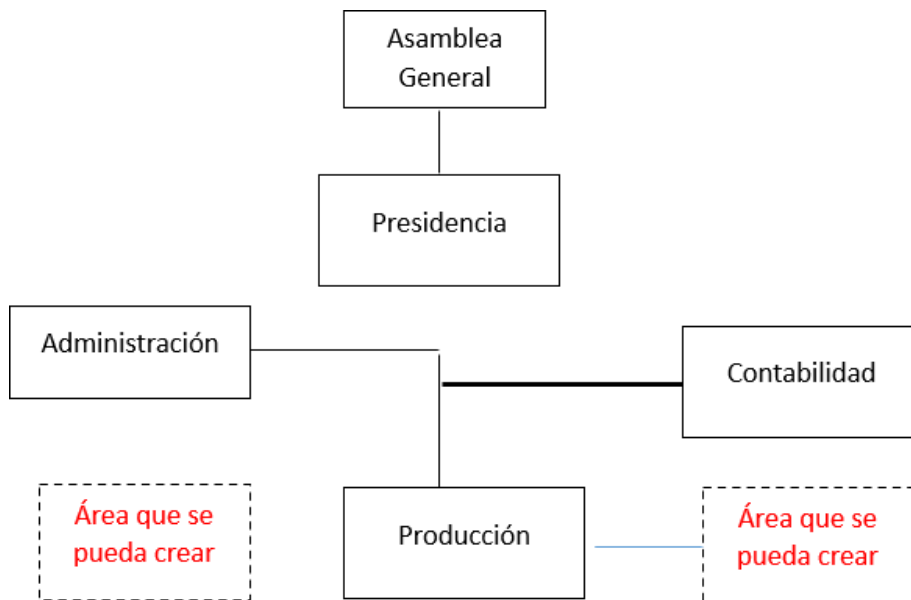 Asamblea
General
Presidencia
Administración
Contabilidad
Área que se
pueda crear
Producción
Área que se
pueda crear